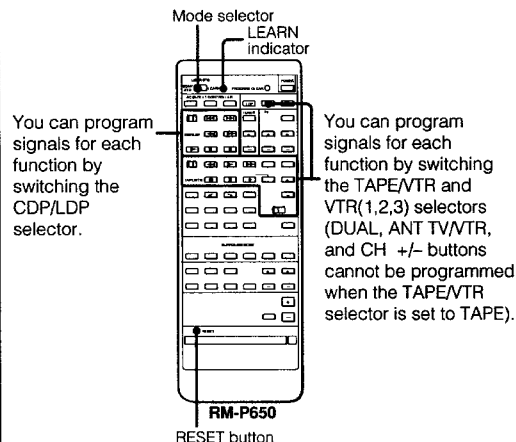 Mode selector
LEARN
indicator
You can program
signals for each
function by
switching the
CDP/LDP
selector.
You can program
signals for each
function by switching
the TAPE/VTR and
VTR(1,2,3) selectors
(DUAL, ANT TV/VTR,
and CH +/– buttons
cannot be programmed
when the TAPE/VTR
selector is set to TAPE).
RESET
RM-P650
RESET button